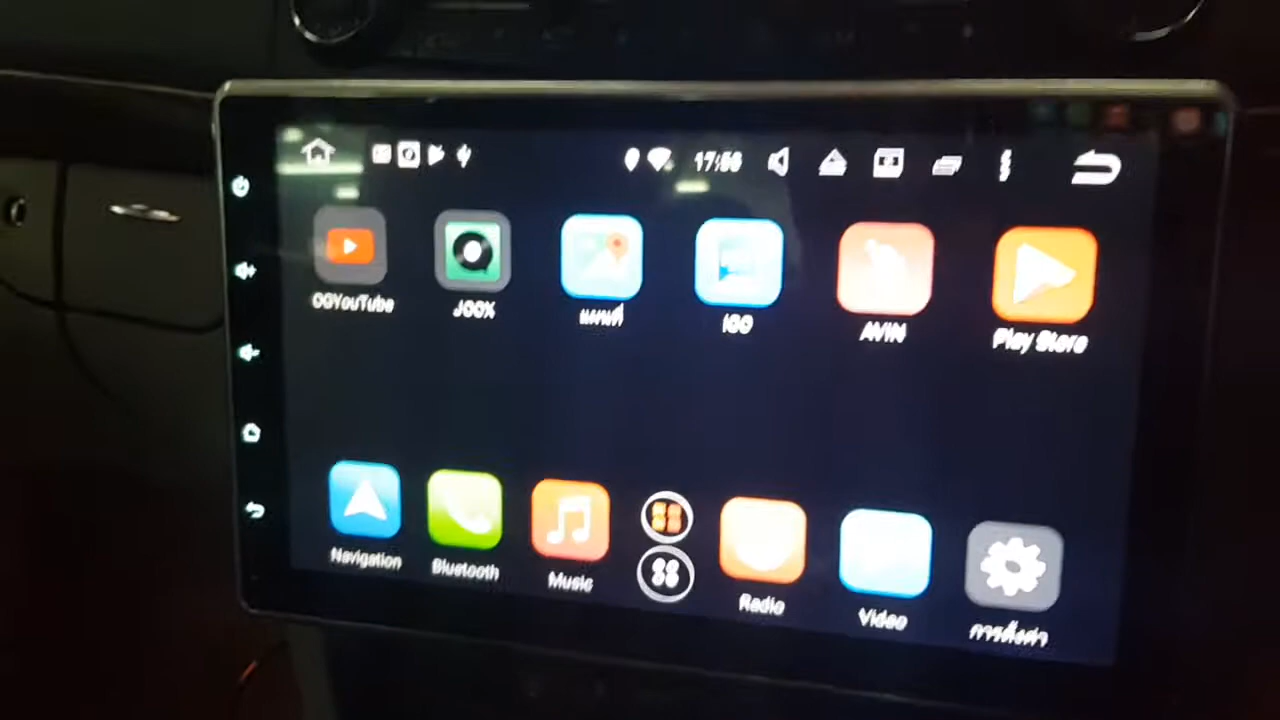 17:56
OGYouTube
JOOX
แผนที่
IGO
AVIN
Play Store
Navigation
Bluetooth
Music
Radio
Video
การตั้งค่า